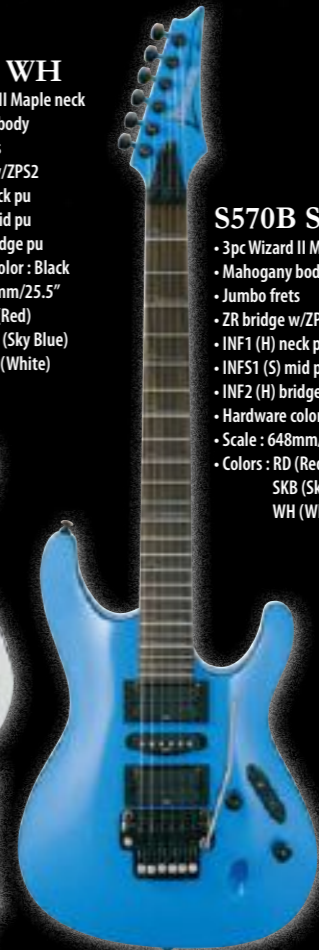 WH
II Maple neck
body
s
/ZPS2
ck pu
id pu
dge pu
olor : Black
mm/25.5"
(Red)
(Sky Blue)
(White)
S570B S
• 3pc Wizard II M
• Mahogany bod
• Jumbo frets
• ZR bridge w/ZP
• INF1 (H) neck p
• INFS1 (S) mid p
• INF2 (H) bridge
• Hardware color
• Scale : 648mm/
• Colors : RD (Red
SKB (Sk
WH (W